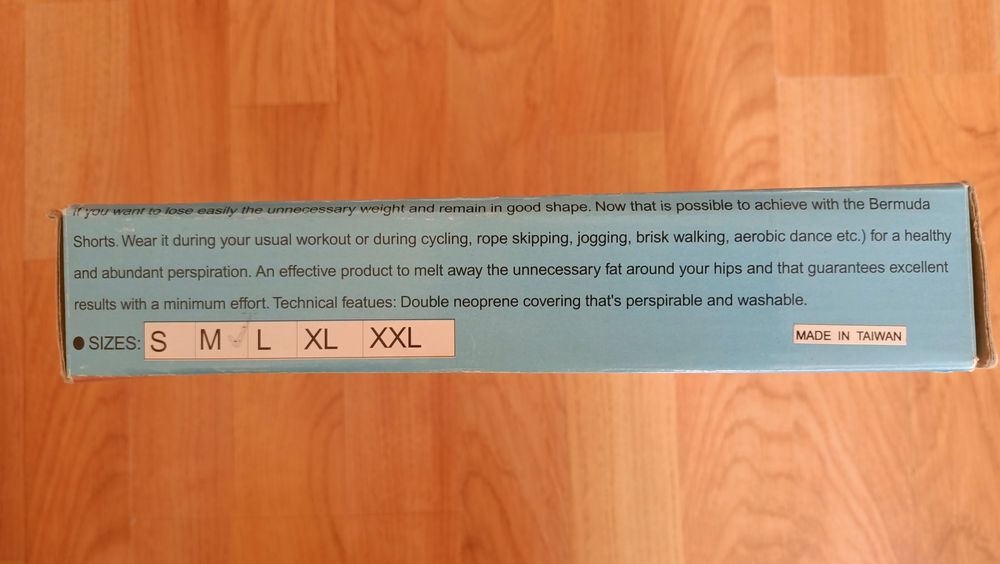 If you want to lose easily the unnecessary weight and remain in good shape. Now that is possible to achieve with the Bermuda
Shorts. Wear it during your usual workout or during cycling, rope skipping, jogging, brisk walking, aerobic dance etc.) for a healthy
and abundant perspiration. An effective product to melt away the unnecessary fat around your hips and that guarantees excellent
results with a minimum effort. Technical featues: Double neoprene covering that's perspirable and washable.
● SIZES: S M ✓ L XL XXL
MADE IN TAIWAN